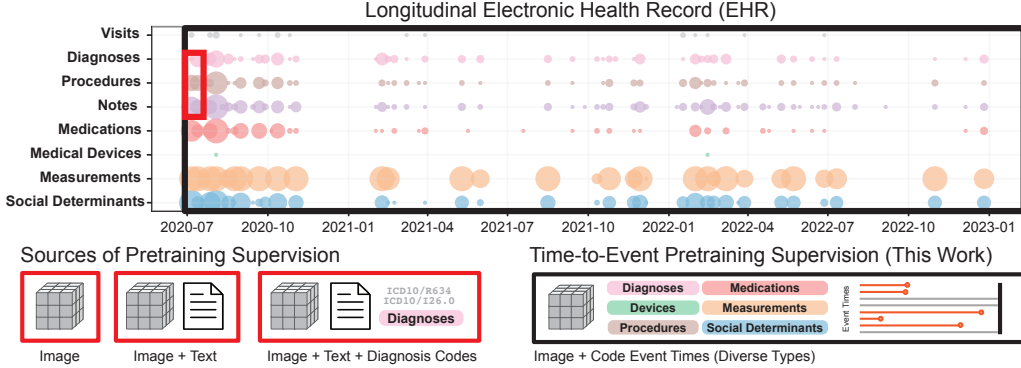 Longitudinal Electronic Health Record (EHR)
Visits
Diagnoses
Procedures
Notes
Medications
Medical Devices
Measurements
Social Determinants
2020-07 2020-10 2021-01 2021-04 2021-07 2021-10 2022-01 2022-04 2022-07 2022-10 2023-01
Sources of Pretraining Supervision
ICD10/R634
ICD10/I26.0
Diagnoses
Image
Image + Text
Image + Text + Diagnosis Codes
Time-to-Event Pretraining Supervision (This Work)
Diagnoses Medications
Devices Measurements
Procedures Social Determinants
Event Times
Image + Code Event Times (Diverse Types)